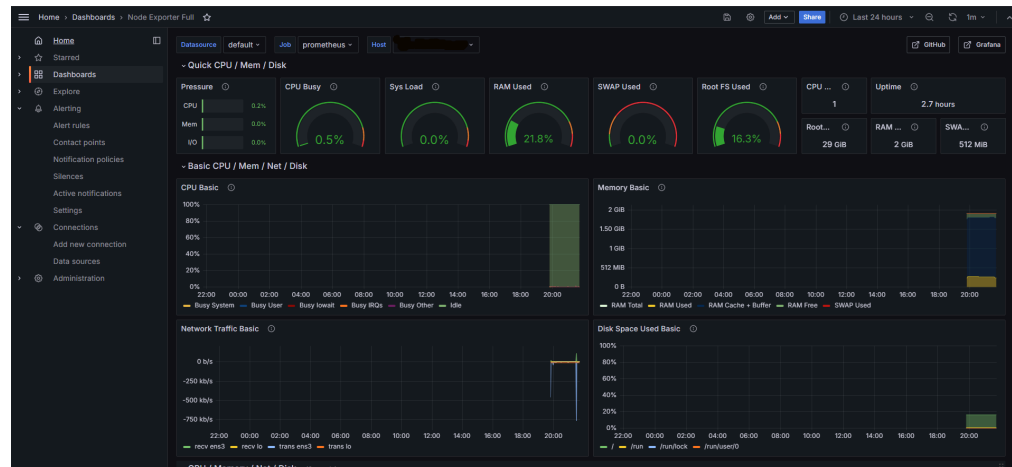 Home › Dashboards › Node Exporter Full
Add
Share
Last 24 hours
1m
Home
Starred
Dashboards
Explore
Alerting
Alert rules
Contact points
Notification policies
Silences
Active notifications
Settings
Connections
Add new connection
Data sources
Administration
Datasource default Job prometheus Host
GitHub Grafana
Quick CPU / Mem / Disk
Pressure CPU Busy Sys Load RAM Used SWAP Used Root FS Used CPU ... Uptime
CPU 0.2%
Mem 0.0%
I/O 0.0%
0.5% 0.0% 21.8% 0.0% 16.3%
1 2.7 hours
Root... RAM ... SWA...
29 GiB 2 GiB 512 MiB
Basic CPU / Mem / Net / Disk
CPU Basic
100%
80%
60%
40%
20%
0%
22:00 00:00 02:00 04:00 06:00 08:00 10:00 12:00 14:00 16:00 18:00 20:00
Busy System Busy User Busy Iowait Busy IRQs Busy Other Idle
Memory Basic
2 GiB
1.50 GiB
1 GiB
512 MiB
0 B
22:00 00:00 02:00 04:00 06:00 08:00 10:00 12:00 14:00 16:00 18:00 20:00
RAM Total RAM Used RAM Cache + Buffer RAM Free SWAP Used
Network Traffic Basic
0 b/s
-250 kb/s
-500 kb/s
-750 kb/s
22:00 00:00 02:00 04:00 06:00 08:00 10:00 12:00 14:00 16:00 18:00 20:00
recv ens3 recv lo trans ens3 trans lo
Disk Space Used Basic
100%
80%
60%
40%
20%
0%
22:00 00:00 02:00 04:00 06:00 08:00 10:00 12:00 14:00 16:00 18:00 20:00
/ /run /run/lock /run/user/0